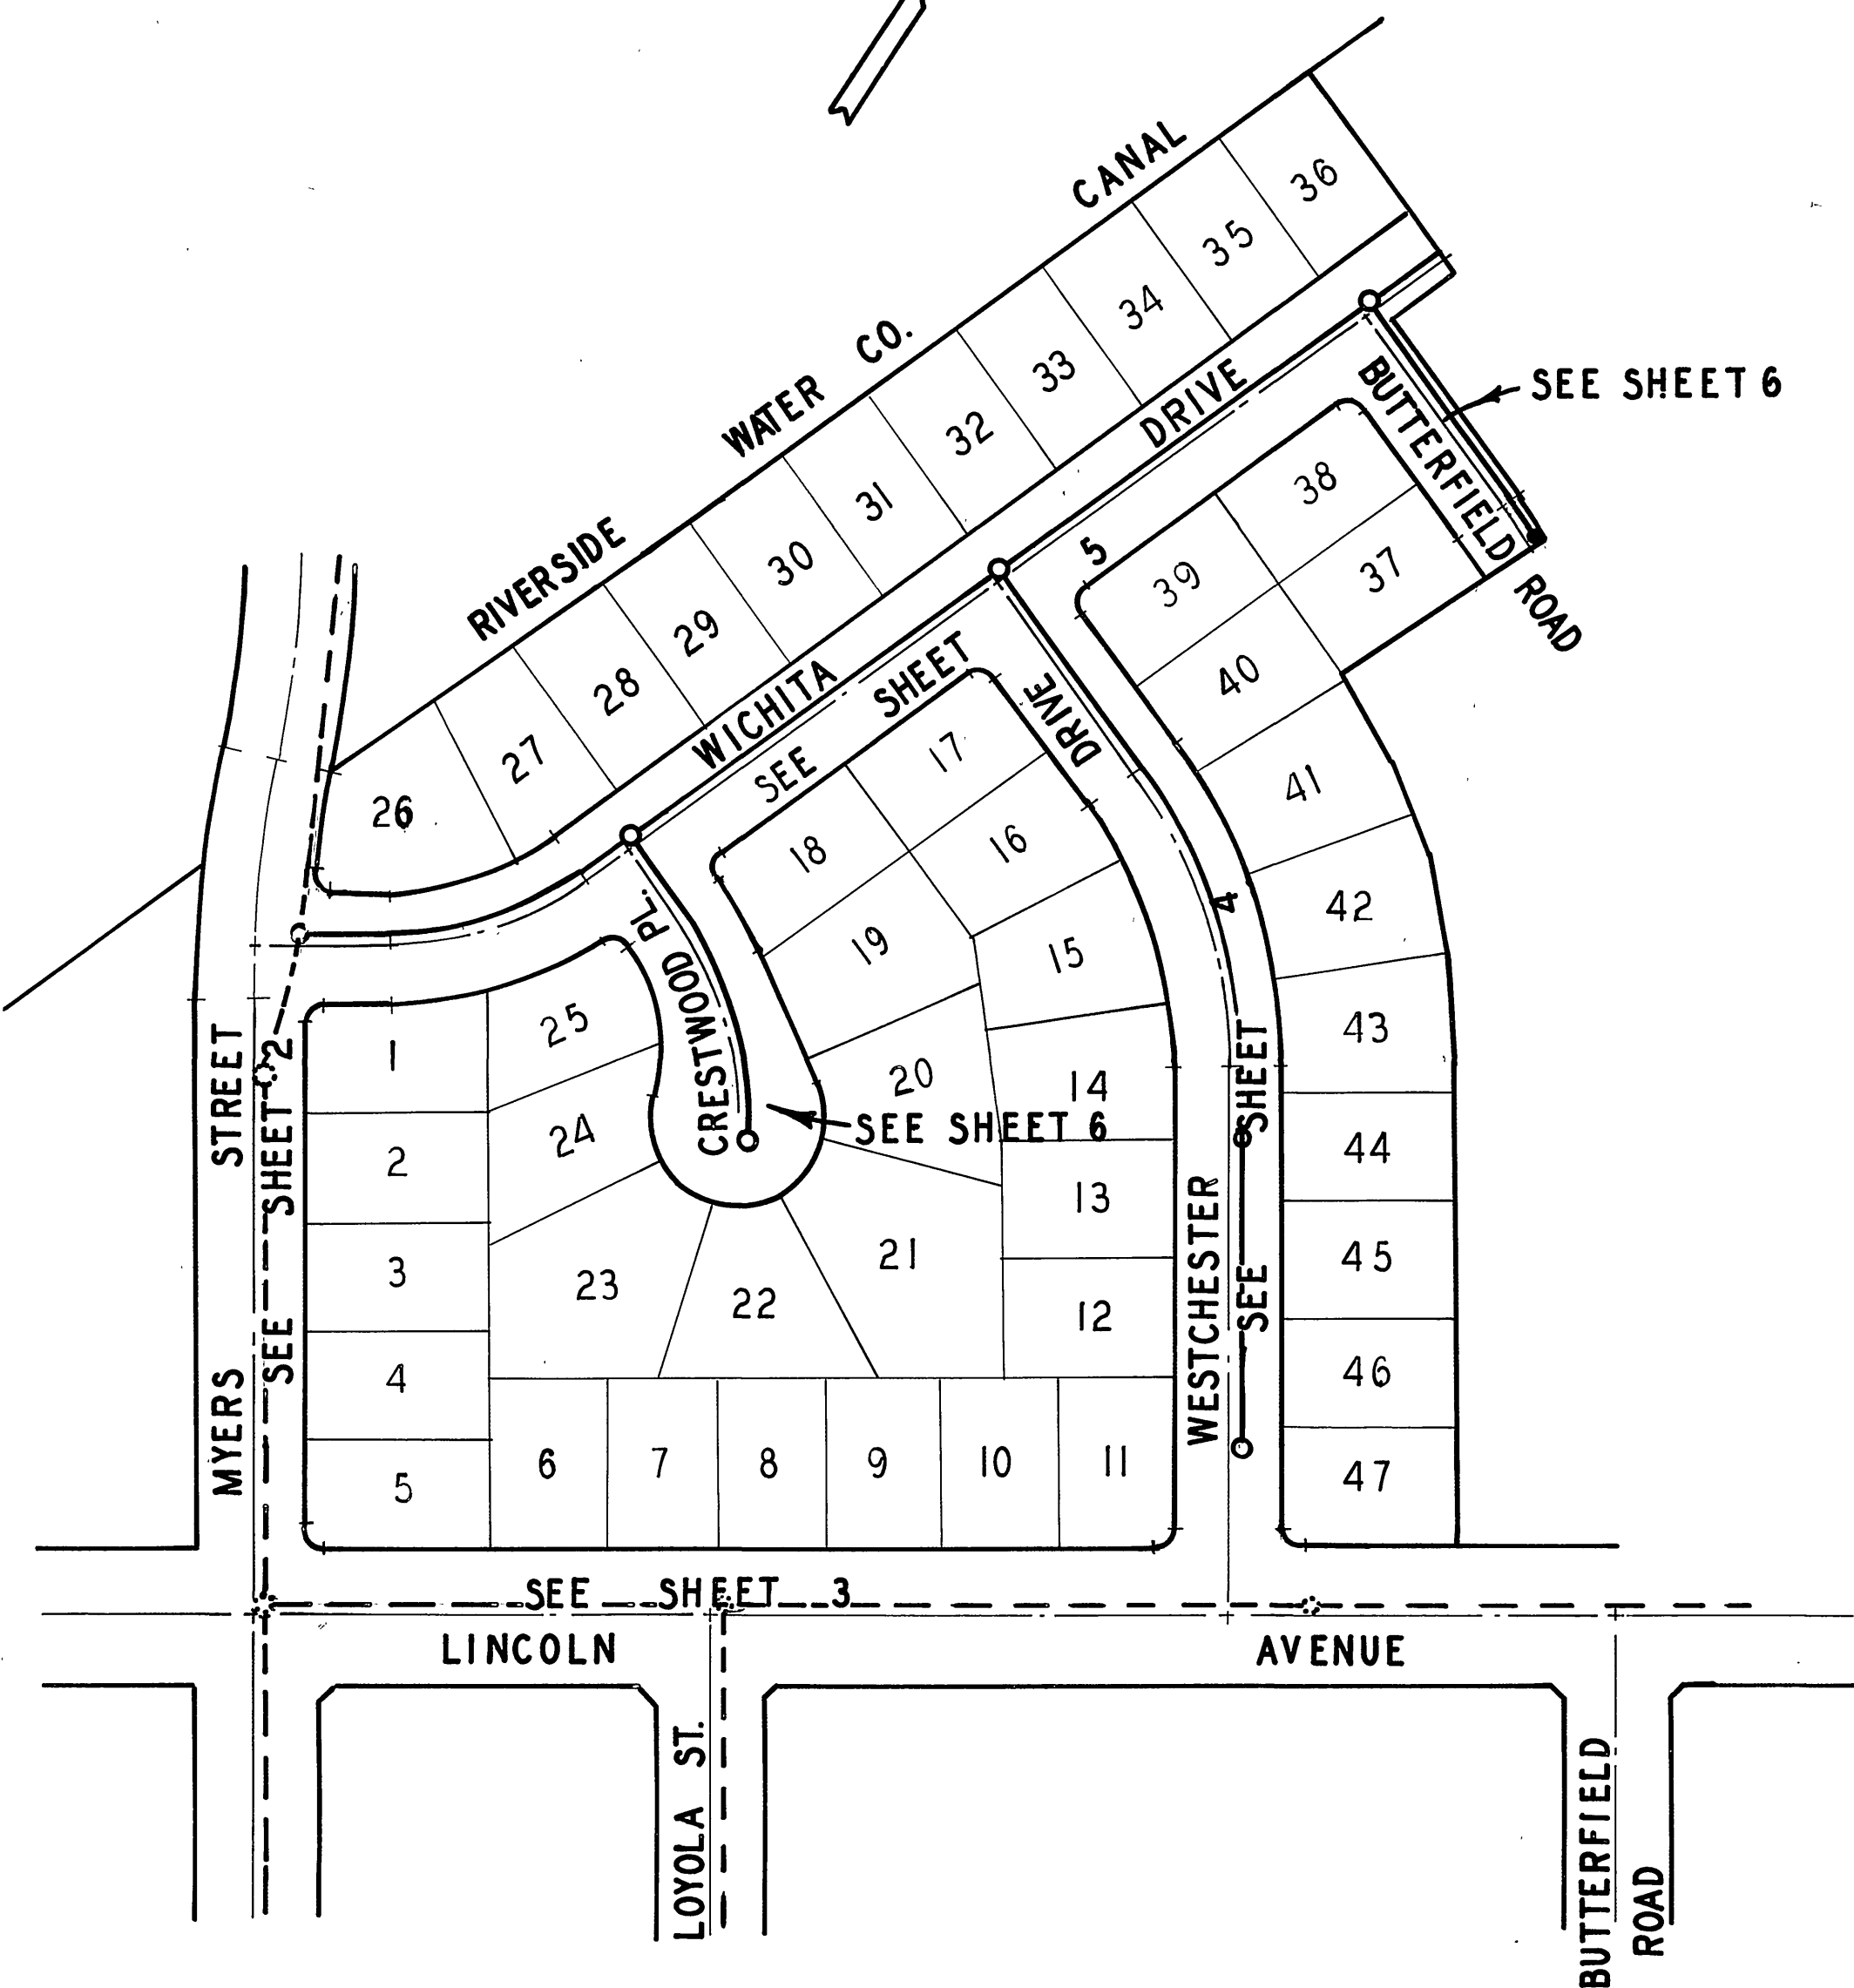 RIVERSIDE WATER CO. CANAL
36
35
34
33
32
31
30
29
28
27
26
WICHITA DRIVE
SEE SHEET 5
BUTTERFIELD ROAD
SEE SHEET 6
38
37
39
40
41
42
43
44
45
46
47
WESTCHESTER DRIVE
SEE SHEET 4
17
16
18
19
15
14
13
12
20
21
22
23
24
25
CRESTWOOD PL.
SEE SHEET 6
1
2
3
4
5
6
7
8
9
10
11
MYERS STREET
SEE SHEET 2
SEE SHEET 3
LINCOLN AVENUE
LOYOLA ST.
BUTTERFIELD
ROAD